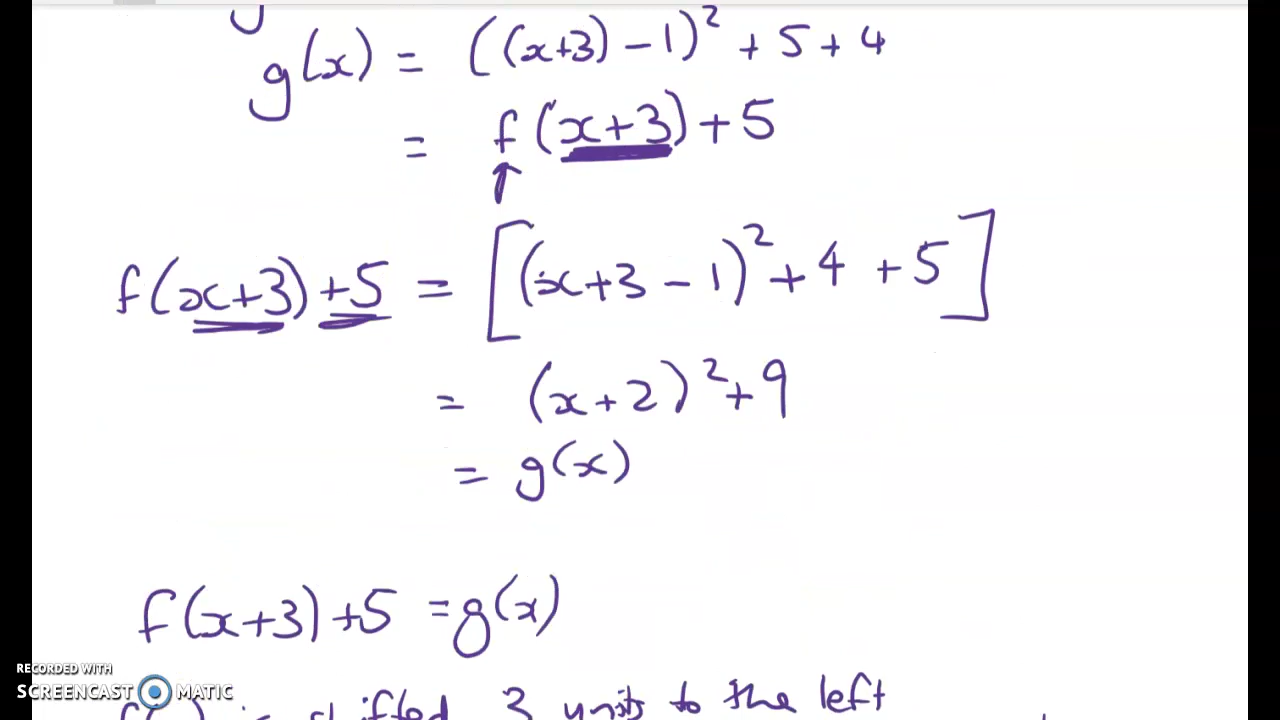 g(x) = ((x+3) - 1)² + 5 + 4
= f(x+3) + 5
f(x+3) + 5 = [(x+3 - 1)² + 4 + 5]
= (x+2)² + 9
= g(x)
f(x+3) + 5 = g(x)
shifted 3 units to the left
RECORDED WITH
SCREENCAST MATIC